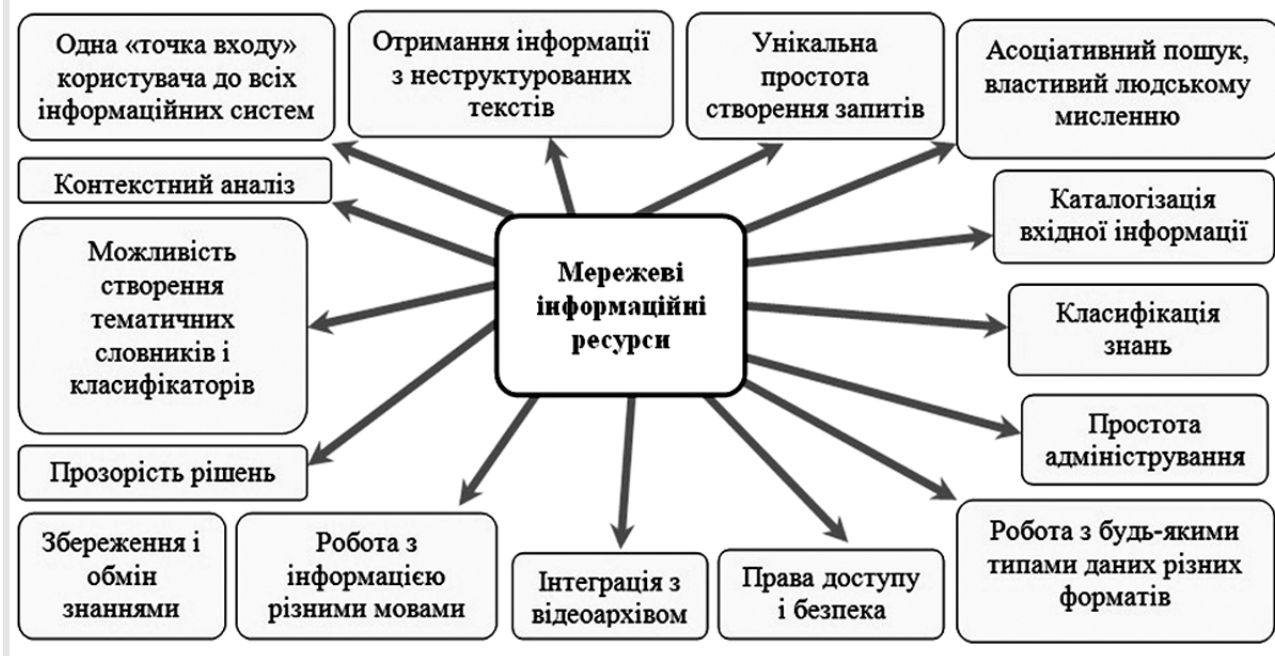 Одна «точка входу»
користувача до всіх
інформаційних систем
Отримання інформації
з неструктурованих
текстів
Унікальна
простота
створення запитів
Асоціативний пошук,
властивий людському
мисленню
Контекстний аналіз
Каталогізація
вхідної інформації
Можливість
створення
тематичних
словників і
класифікаторів
Мережеві
інформаційні
ресурси
Класифікація
знань
Простота
адміністрування
Прозорість рішень
Збереження і
обмін
знаннями
Робота з
інформацією
різними мовами
Інтеграція з
відеоархівом
Права доступу
і безпека
Робота з будь-якими
типами даних різних
форматів